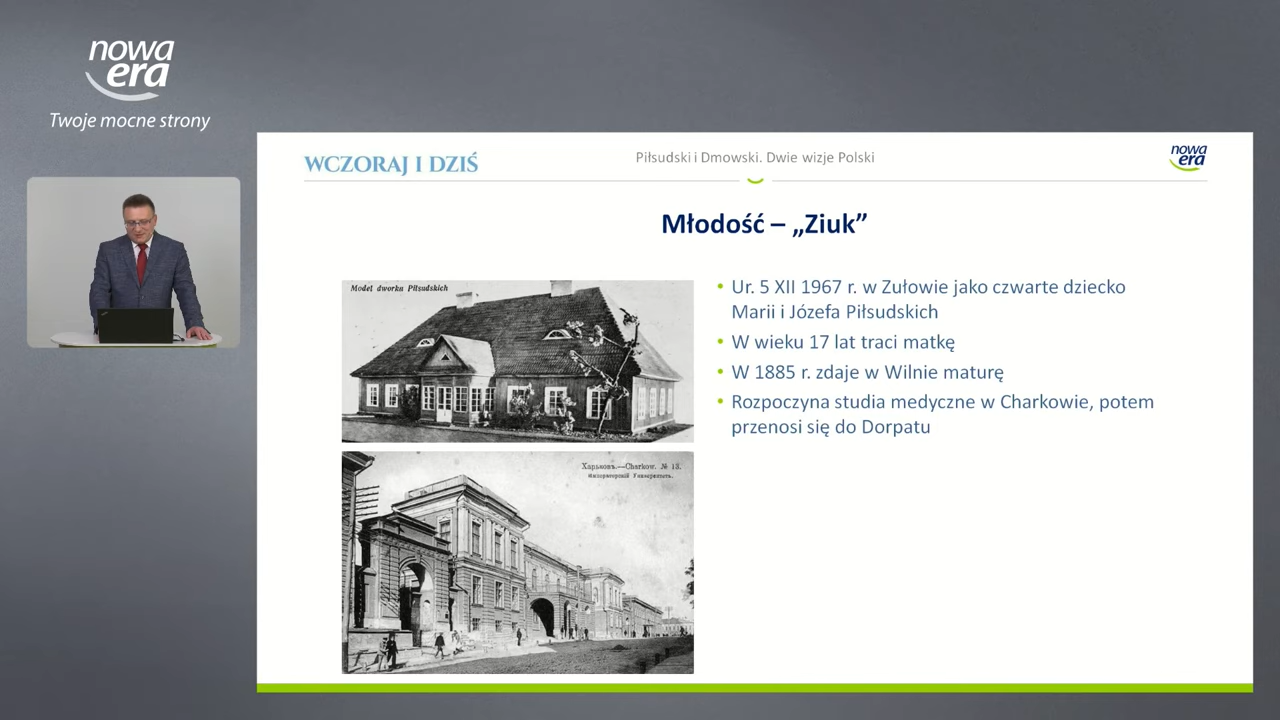 nowa
era
Twoje mocne strony
WCZORAJ I DZIŚ
Piłsudski i Dmowski. Dwie wizje Polski
nowa
era
Młodość – „Ziuk”
Model dworka Piłsudskich
• Ur. 5 XII 1967 r. w Zułowie jako czwarte dziecko
Marii i Józefa Piłsudskich
• W wieku 17 lat traci matkę
• W 1885 r. zdaje w Wilnie maturę
• Rozpoczyna studia medyczne w Charkowie, potem
przenosi się do Dorpatu
Харьковъ.—Charkow. № 13.
Императорскій Университетъ.